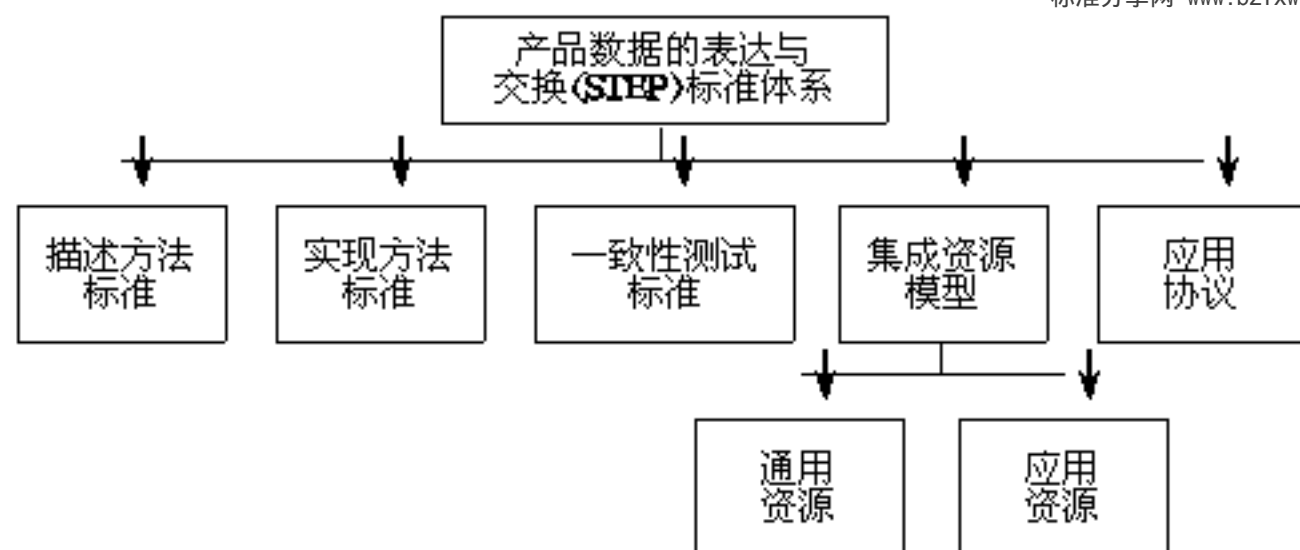 标准分享网 www.bzfxw
产品数据的表达与
交换(STEP)标准体系
描述方法
标准
实现方法
标准
一致性测试
标准
集成资源
模型
应用
协议
通用
资源
应用
资源